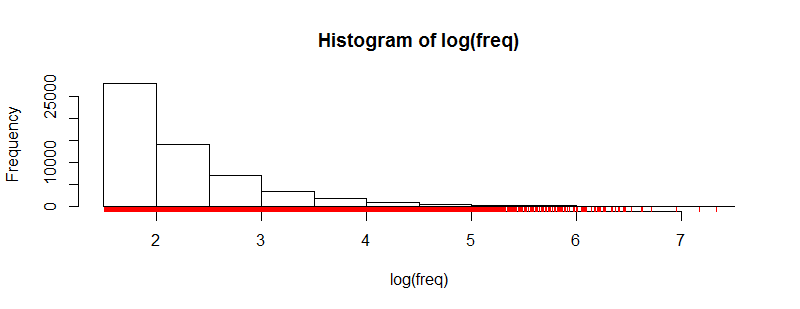 Histogram of log(freq)
Frequency
25000
10000
0
2 3 4 5 6 7
log(freq)